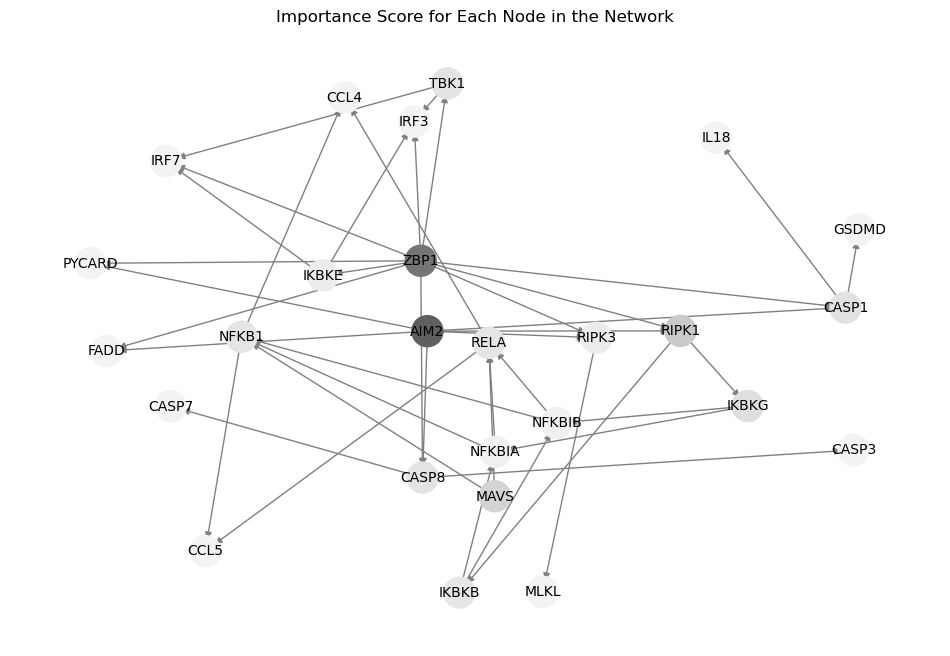 Importance Score for Each Node in the Network
TBK1
CCL4
IRF3
IL18
IRF7
GSDMD
ZBP1
PYCARD
IKBKE
CASP1
AIM2
RIPK1
NFKB1
RIPK3
RELA
FADD
CASP7
IKBKG
NFKBIB
CASP3
NFKBIA
CASP8
MAVS
CCL5
MLKL
IKBKB